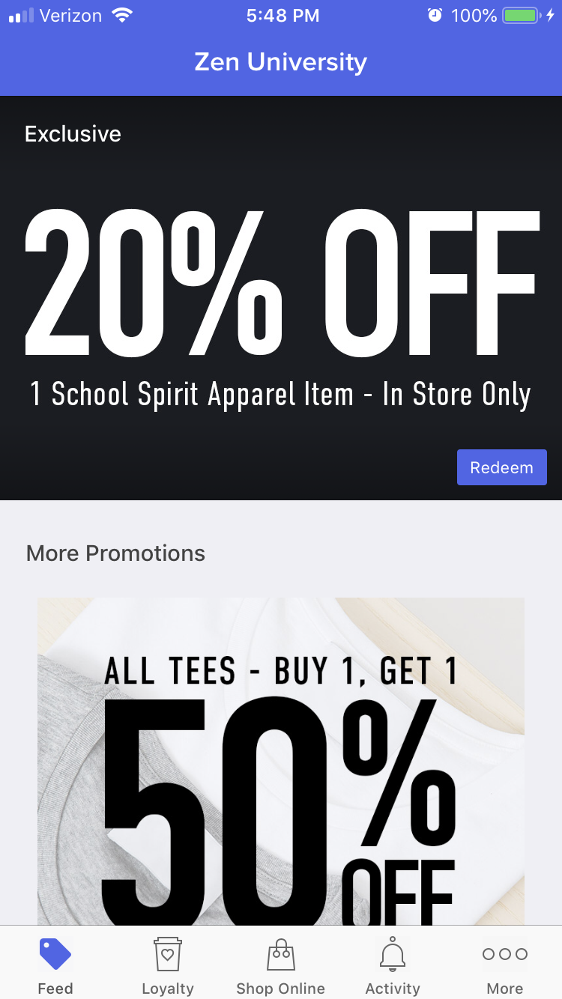 Verizon 5:48 PM 100%
Zen University
Exclusive
20% OFF
1 School Spirit Apparel Item - In Store Only
Redeem
More Promotions
ALL TEES - BUY 1, GET 1
50%
OFF
Feed Loyalty Shop Online Activity More